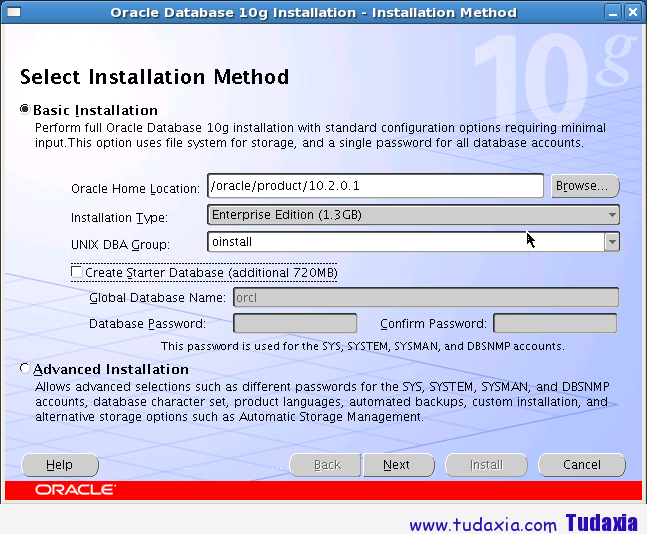 Oracle Database 10g Installation - Installation Method
10g
Select Installation Method
Basic Installation
Perform full Oracle Database 10g installation with standard configuration options requiring minimal
input.This option uses file system for storage, and a single password for all database accounts.
Oracle Home Location: /oracle/product/10.2.0.1 Browse...
Installation Type: Enterprise Edition (1.3GB)
UNIX DBA Group: oinstall
Create Starter Database (additional 720MB)
Global Database Name: orcl
Database Password: Confirm Password:
This password is used for the SYS, SYSTEM, SYSMAN, and DBSNMP accounts.
Advanced Installation
Allows advanced selections such as different passwords for the SYS, SYSTEM, SYSMAN, and DBSNMP
accounts, database character set, product languages, automated backups, custom installation, and
alternative storage options such as Automatic Storage Management.
Help Back Next Install Cancel
ORACLE
www.tudaxia.com Tudaxia